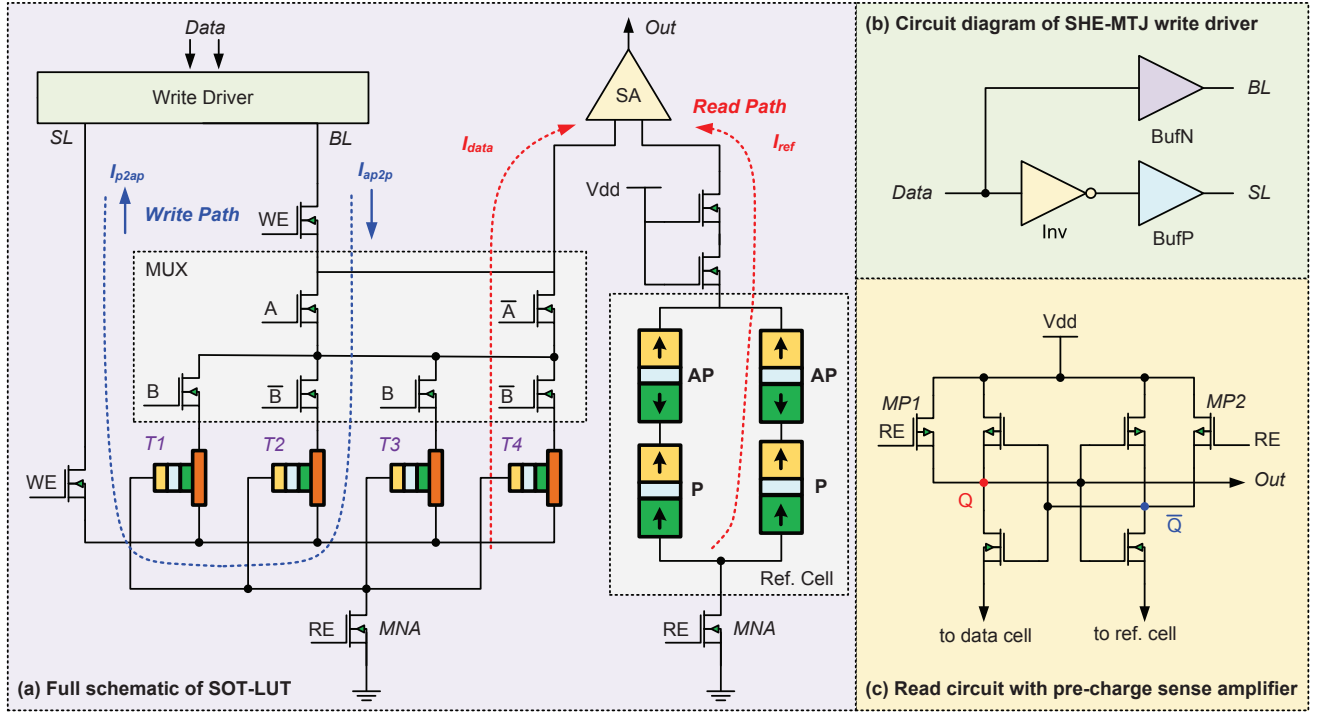 Data
Write Driver
SL
BL
I_p2ap
Write Path
I_ap2p
WE
MUX
A
A̅
B
B̅
B
B̅
T1
T2
T3
T4
WE
RE
MNA
(a) Full schematic of SOT-LUT
Out
SA
Read Path
I_data
I_ref
Vdd
AP
AP
P
P
Ref. Cell
RE
MNA
(b) Circuit diagram of SHE-MTJ write driver
BL
BufN
Data
SL
Inv
BufP
Vdd
MP1
MP2
RE
RE
Out
Q
Q̅
to data cell
to ref. cell
(c) Read circuit with pre-charge sense amplifier